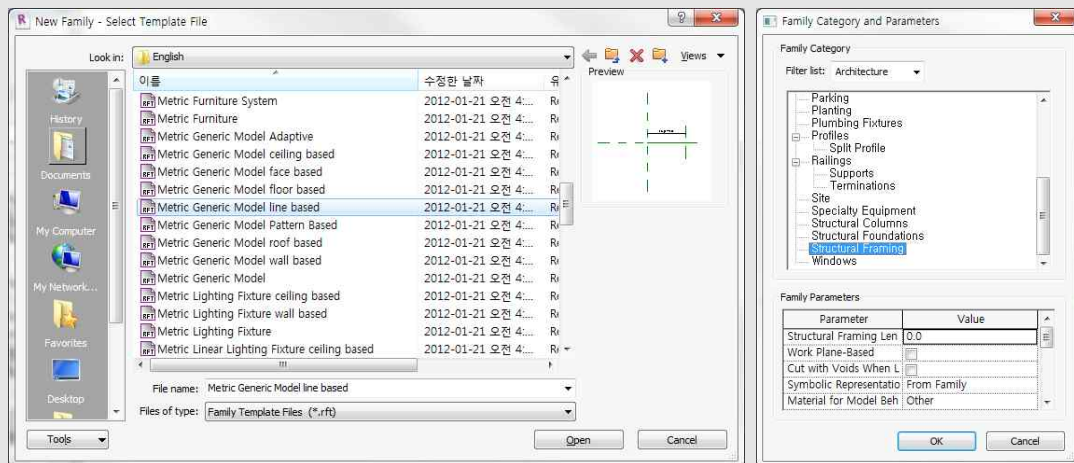 New Family - Select Template File
Look in: English
Views
이름 수정한 날짜 유
Preview
Metric Furniture System 2012-01-21 오전 4:...
Metric Furniture 2012-01-21 오전 4:...
Metric Generic Model Adaptive 2012-01-21 오전 4:...
Metric Generic Model ceiling based 2012-01-21 오전 4:...
Metric Generic Model face based 2012-01-21 오전 4:...
Metric Generic Model floor based 2012-01-21 오전 4:...
Metric Generic Model line based 2012-01-21 오전 4:...
Metric Generic Model Pattern Based 2012-01-21 오전 4:...
Metric Generic Model roof based 2012-01-21 오전 4:...
Metric Generic Model wall based 2012-01-21 오전 4:...
Metric Generic Model 2012-01-21 오전 4:...
Metric Lighting Fixture ceiling based 2012-01-21 오전 4:...
Metric Lighting Fixture wall based 2012-01-21 오전 4:...
Metric Lighting Fixture 2012-01-21 오전 4:...
Metric Linear Lighting Fixture ceiling based 2012-01-21 오전 4:...
History
Documents
My Computer
My Network...
Favorites
Desktop
File name: Metric Generic Model line based
Files of type: Family Template Files (*.rft)
Tools
Open
Cancel
Family Category and Parameters
Family Category
Filter list: Architecture
Parking
Planting
Plumbing Fixtures
Profiles
Split Profile
Railings
Supports
Terminations
Site
Specialty Equipment
Structural Columns
Structural Foundations
Structural Framing
Windows
Family Parameters
Parameter Value
Structural Framing Len 0.0
Work Plane-Based
Cut with Voids When L
Symbolic Representatio From Family
Material for Model Beh Other
OK
Cancel